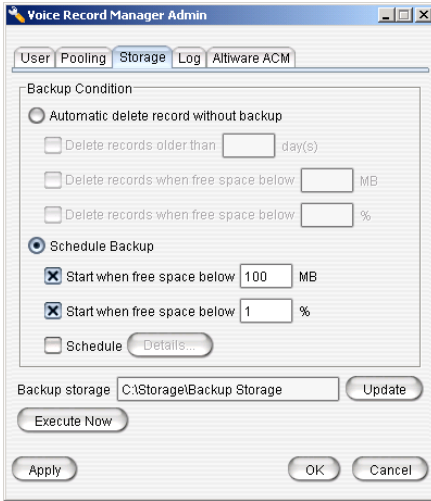 Voice Record Manager Admin
User Pooling Storage Log Altiware ACM
Backup Condition
Automatic delete record without backup
Delete records older than day(s)
Delete records when free space below MB
Delete records when free space below %
Schedule Backup
Start when free space below 100 MB
Start when free space below 1 %
Schedule Details...
Backup storage C:\Storage\Backup Storage Update
Execute Now
Apply OK Cancel